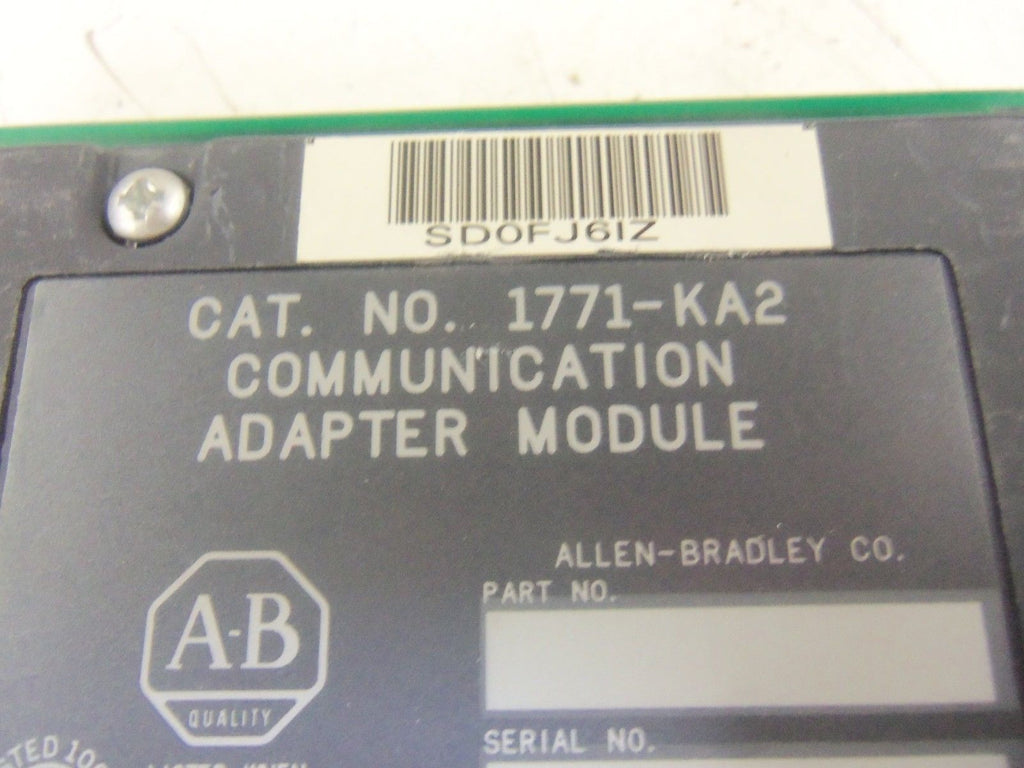 SD0FJ6IZ
CAT. NO. 1771-KA2
COMMUNICATION
ADAPTER MODULE
ALLEN-BRADLEY CO.
PART NO.
A-B
QUALITY
SERIAL NO.